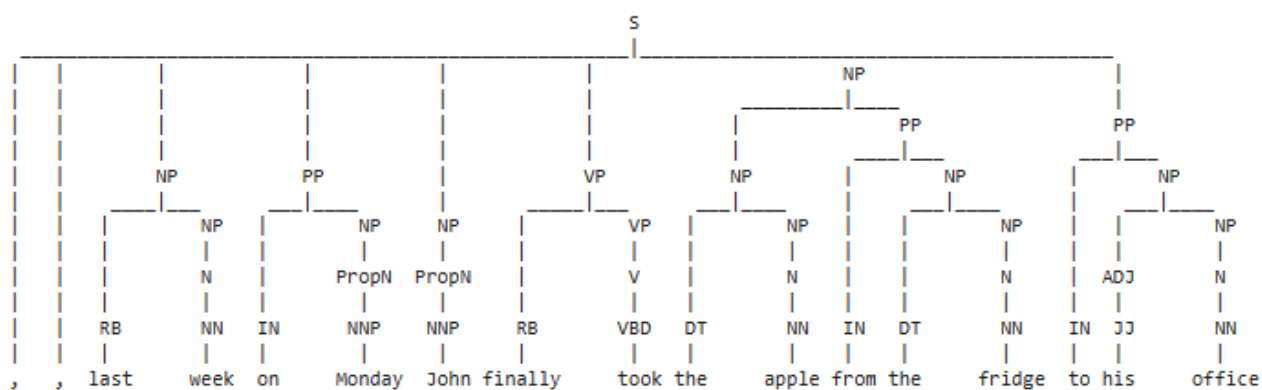 S
NP
PP PP
NP PP VP NP NP NP
NP NP NP VP NP NP NP
N PropN PropN V N N ADJ N
RB NN IN NNP NNP RB VBD DT NN IN DT NN IN JJ NN
, , last week on Monday John finally took the apple from the fridge to his office